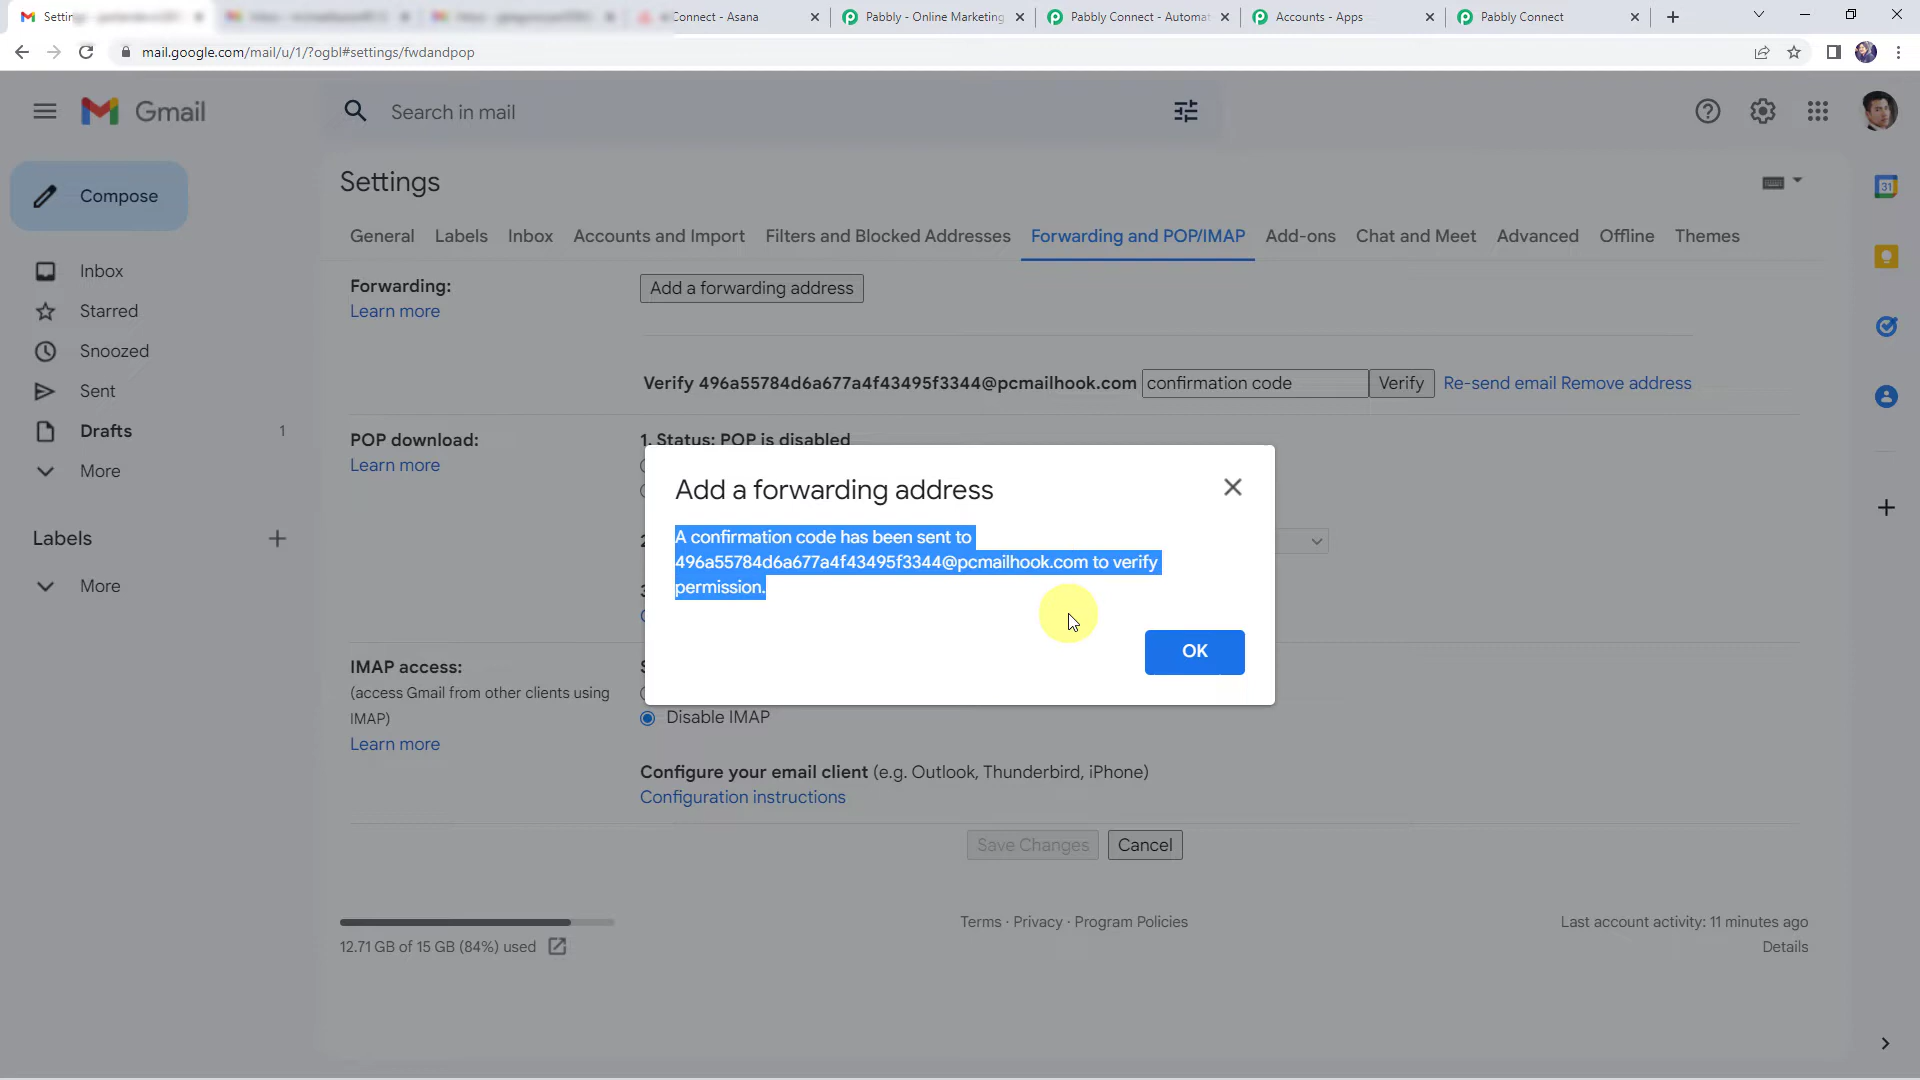 Settin
Connect - Asana
Pabbly - Online Marketing
Pabbly Connect - Automat
Accounts - Apps
Pabbly Connect
mail.google.com/mail/u/1/?ogbl#settings/fwdandpop
Gmail
Search in mail
Compose
Inbox
Starred
Snoozed
Sent
Drafts 1
More
Labels
More
Settings
General Labels Inbox Accounts and Import Filters and Blocked Addresses Forwarding and POP/IMAP Add-ons Chat and Meet Advanced Offline Themes
Forwarding:
Learn more
Add a forwarding address
Verify 496a55784d6a677a4f43495f3344@pcmailhook.com confirmation code Verify Re-send email Remove address
POP download:
Learn more
1. Status: POP is disabled
2
3
Add a forwarding address
A confirmation code has been sent to
496a55784d6a677a4f43495f3344@pcmailhook.com to verify
permission.
OK
IMAP access:
(access Gmail from other clients using
IMAP)
Learn more
Disable IMAP
Configure your email client (e.g. Outlook, Thunderbird, iPhone)
Configuration instructions
Save Changes Cancel
12.71 GB of 15 GB (84%) used
Terms · Privacy · Program Policies
Last account activity: 11 minutes ago
Details
31